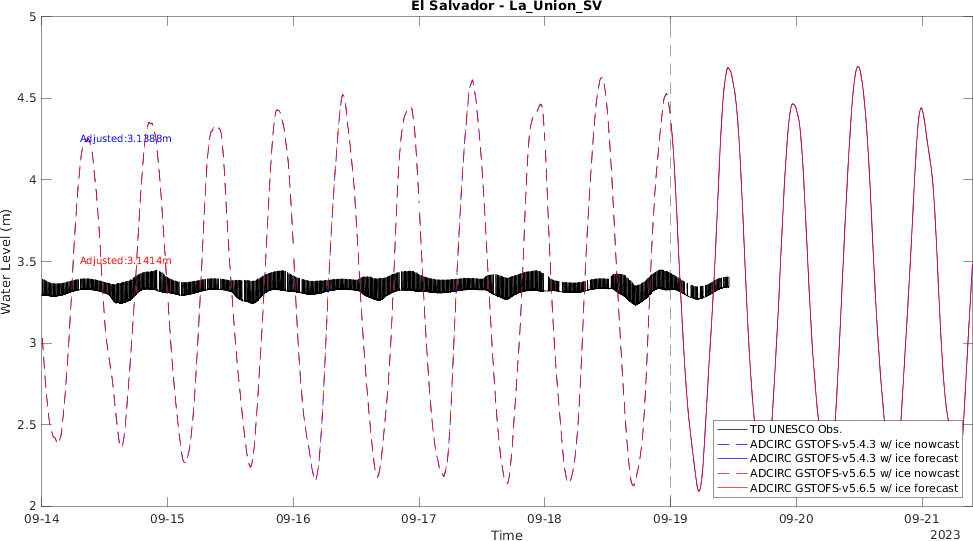 El Salvador - La_Union_SV
5
4.5
4
3.5
3
2.5
2
Water Level (m)
Adjusted:3.1388m
Adjusted:3.1414m
TD UNESCO Obs.
ADCIRC GSTOFS-v5.4.3 w/ ice nowcast
ADCIRC GSTOFS-v5.4.3 w/ ice forecast
ADCIRC GSTOFS-v5.6.5 w/ ice nowcast
ADCIRC GSTOFS-v5.6.5 w/ ice forecast
09-14 09-15 09-16 09-17 09-18 09-19 09-20 09-21
Time
2023